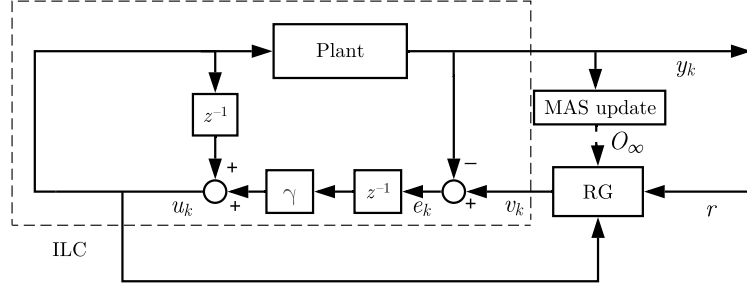 Plant
y_k
z⁻¹
MAS update
O_∞
+
−
γ
z⁻¹
RG
+
u_k
e_k
+
v_k
r
ILC